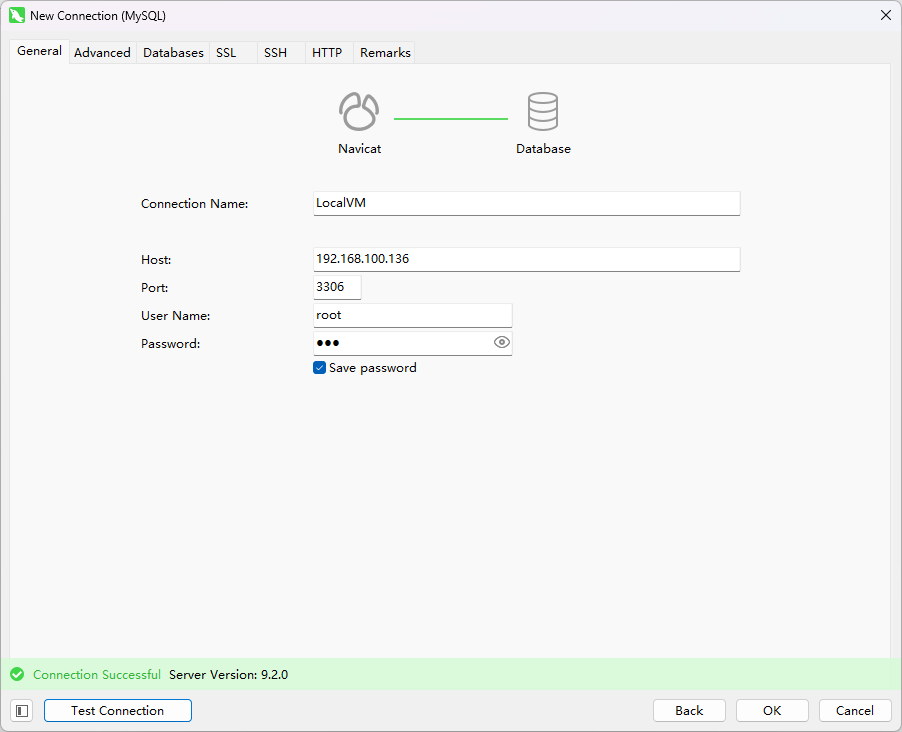 New Connection (MySQL)
General Advanced Databases SSL SSH HTTP Remarks
Navicat Database
Connection Name: LocalVM
Host: 192.168.100.136
Port: 3306
User Name: root
Password: ●●●
Save password
Connection Successful Server Version: 9.2.0
Test Connection Back OK Cancel